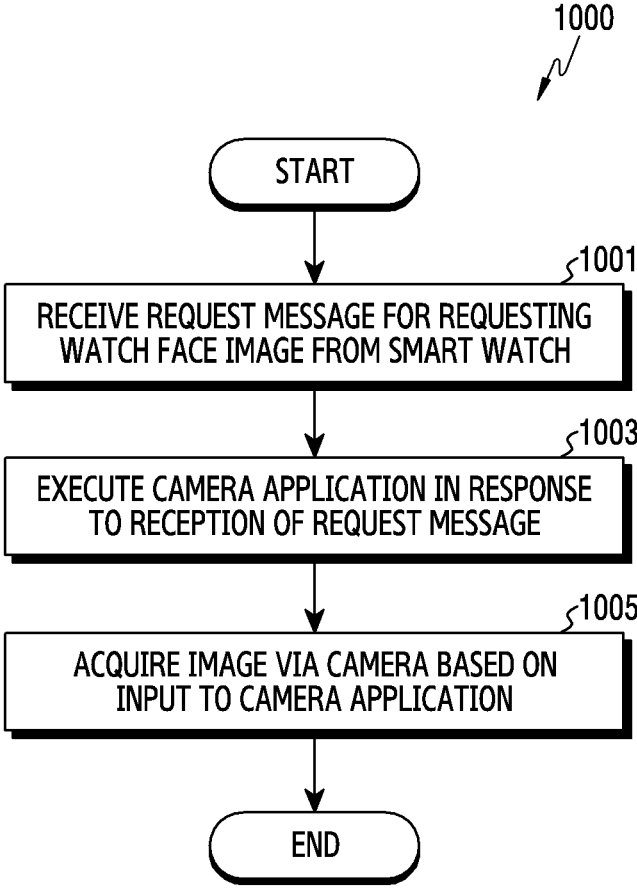 1000
START
1001
RECEIVE REQUEST MESSAGE FOR REQUESTING
WATCH FACE IMAGE FROM SMART WATCH
1003
EXECUTE CAMERA APPLICATION IN RESPONSE
TO RECEPTION OF REQUEST MESSAGE
1005
ACQUIRE IMAGE VIA CAMERA BASED ON
INPUT TO CAMERA APPLICATION
END